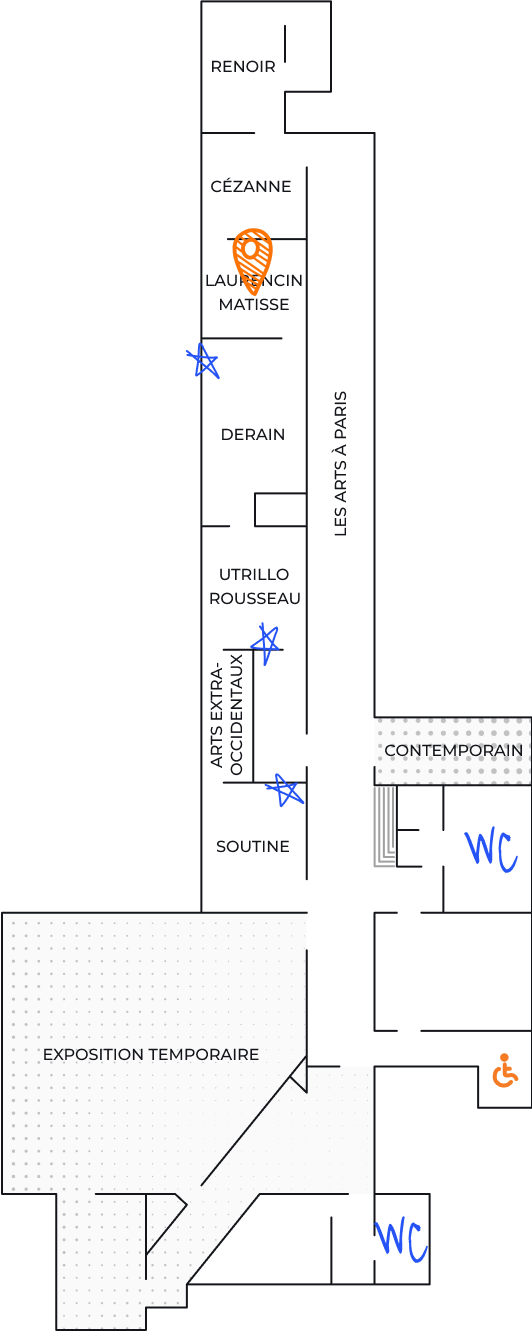 RENOIR
CÉZANNE
LAURENCIN
MATISSE
DERAIN
LES ARTS À PARIS
UTRILLO
ROUSSEAU
ARTS EXTRA-
OCCIDENTAUX
CONTEMPORAIN
SOUTINE
WC
EXPOSITION TEMPORAIRE
WC